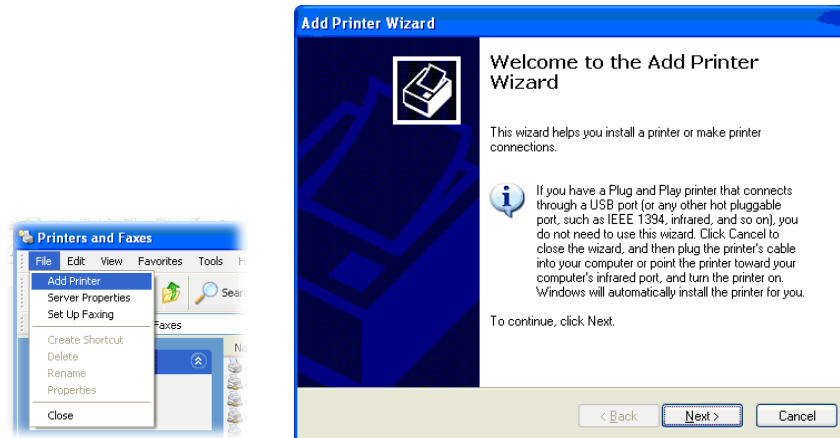 Printers and Faxes
File Edit View Favorites Tools H
Add Printer
Server Properties
Set Up Faxing
Create Shortcut
Delete
Rename
Properties
Close
Sear
Faxes
Na
Add Printer Wizard
Welcome to the Add Printer
Wizard
This wizard helps you install a printer or make printer
connections.
If you have a Plug and Play printer that connects
through a USB port (or any other hot pluggable
port, such as IEEE 1394, infrared, and so on), you
do not need to use this wizard. Click Cancel to
close the wizard, and then plug the printer's cable
into your computer or point the printer toward your
computer's infrared port, and turn the printer on.
Windows will automatically install the printer for you.
To continue, click Next.
< Back Next > Cancel